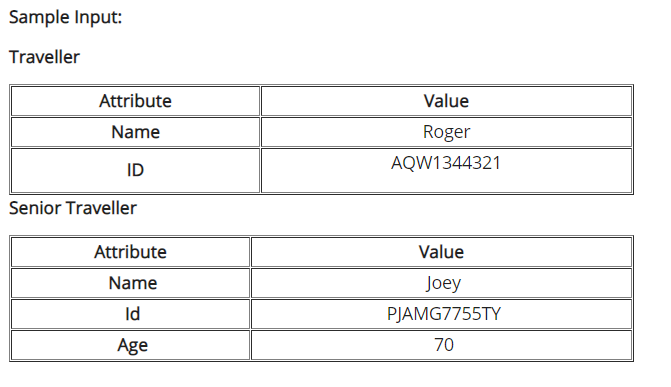 Sample Input:
Traveller
Attribute Value
Name Roger
ID AQW1344321
Senior Traveller
Attribute Value
Name Joey
Id PJAMG7755TY
Age 70